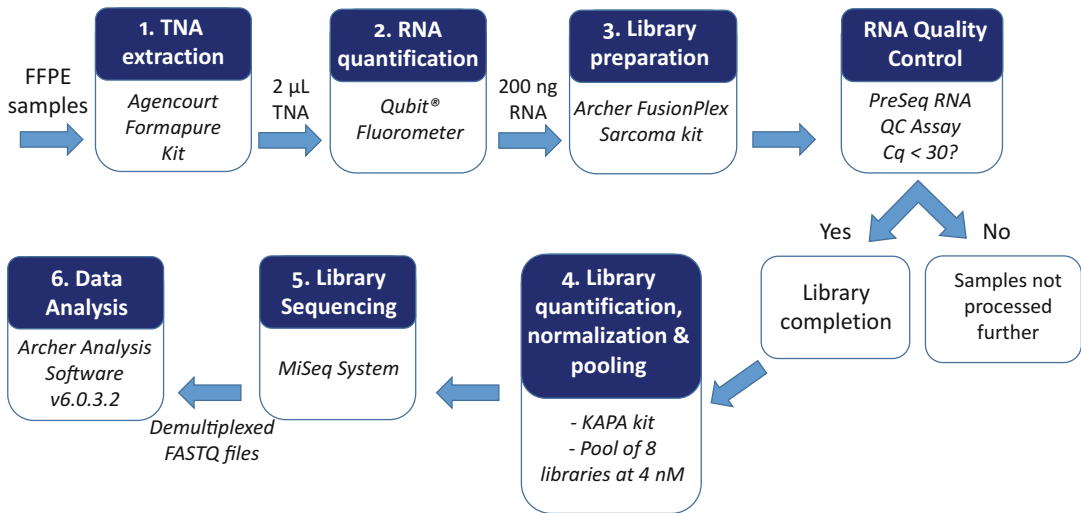 FFPE
samples
1. TNA
extraction
Agencourt
Formapure
Kit
2 µL
TNA
2. RNA
quantification
Qubit®
Fluorometer
200 ng
RNA
3. Library
preparation
Archer FusionPlex
Sarcoma kit
RNA Quality
Control
PreSeq RNA
QC Assay
Cq < 30?
Yes
No
Library
completion
Samples not
processed
further
4. Library
quantification,
normalization &
pooling
- KAPA kit
- Pool of 8
libraries at 4 nM
5. Library
Sequencing
MiSeq System
Demultiplexed
FASTQ files
6. Data
Analysis
Archer Analysis
Software
v6.0.3.2